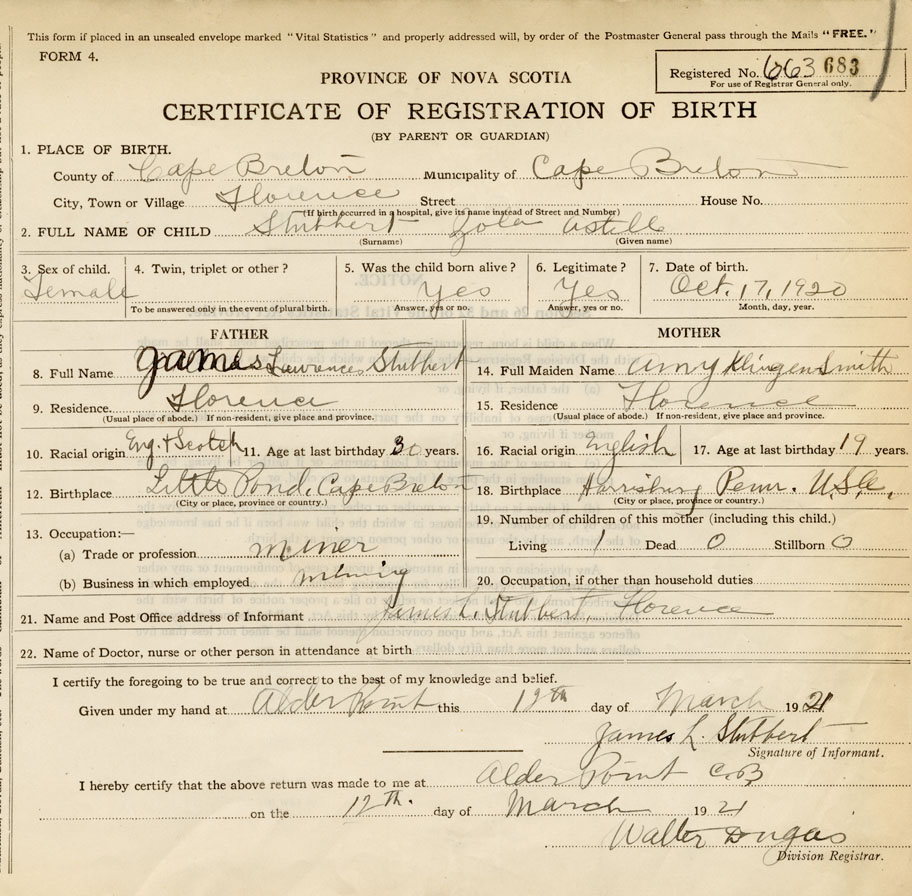 This form if placed in an unsealed envelope marked "Vital Statistics" and properly addressed will, by order of the Postmaster General pass through the Mails "FREE."
FORM 4.
Registered No. 663 683
For use of Registrar General only.
PROVINCE OF NOVA SCOTIA
CERTIFICATE OF REGISTRATION OF BIRTH
(BY PARENT OR GUARDIAN)
1. PLACE OF BIRTH.
County of Cape Breton Municipality of Cape Breton
City, Town or Village Florence Street House No.
(If birth occurred in a hospital, give its name instead of Street and Number)
2. FULL NAME OF CHILD Stubbert Zola Astell
(Surname) (Given name)
3. Sex of child. 4. Twin, triplet or other? 5. Was the child born alive? 6. Legitimate? 7. Date of birth.
Female Yes Yes Oct. 17, 1920
To be answered only in the event of plural birth. Answer, yes or no. Answer, yes or no. Month, day, year.
FATHER
8. Full Name James Lawrence Stubbert
9. Residence. Florence
(Usual place of abode.) If non-resident, give place and province.
10. Racial origin Eng. + Scotch 11. Age at last birthday 30 years.
12. Birthplace Little Pond, Cape Breton
(City or place, province or country.)
13. Occupation:—
(a) Trade or profession miner
(b) Business in which employed mining
MOTHER
14. Full Maiden Name Amy Klingensmith
15. Residence Florence
(Usual place of abode.) If non-resident, give place and province.
16. Racial origin English 17. Age at last birthday 19 years.
18. Birthplace Harrisburg Penn. U.S.A.
(City or place, province or country.)
19. Number of children of this mother (including this child.)
Living 1 Dead 0 Stillborn 0
20. Occupation, if other than household duties
21. Name and Post Office address of Informant James L. Stubbert, Florence
22. Name of Doctor, nurse or other person in attendance at birth
I certify the foregoing to be true and correct to the best of my knowledge and belief.
Given under my hand at Alder Point this 12th day of March 1921
James L. Stubbert
Signature of Informant.
I hereby certify that the above return was made to me at Alder Point C.B
on the 12th. day of March 1921
Walter Dugas
Division Registrar.